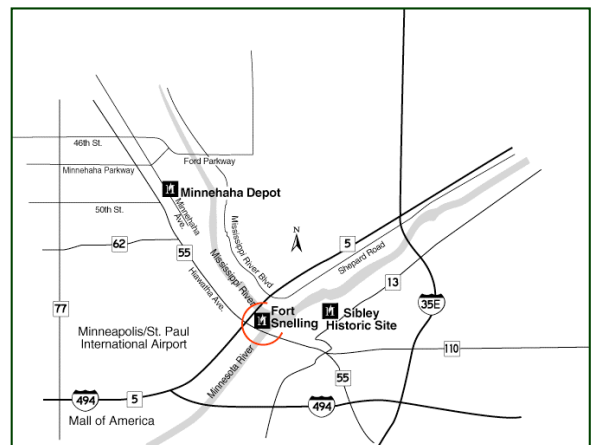 46th St.
Ford Parkway
Minnehaha Parkway
Minnehaha Depot
50th St.
Minnehaha
Ave.
Mississippi River Blvd
N
5
62
55
Shepard Road
Mississippi River
13
Hiawatha Ave.
35E
77
Fort
Snelling
Sibley
Historic Site
Minneapolis/St. Paul
International Airport
110
Minnesota River
55
494
5
494
Mall of America